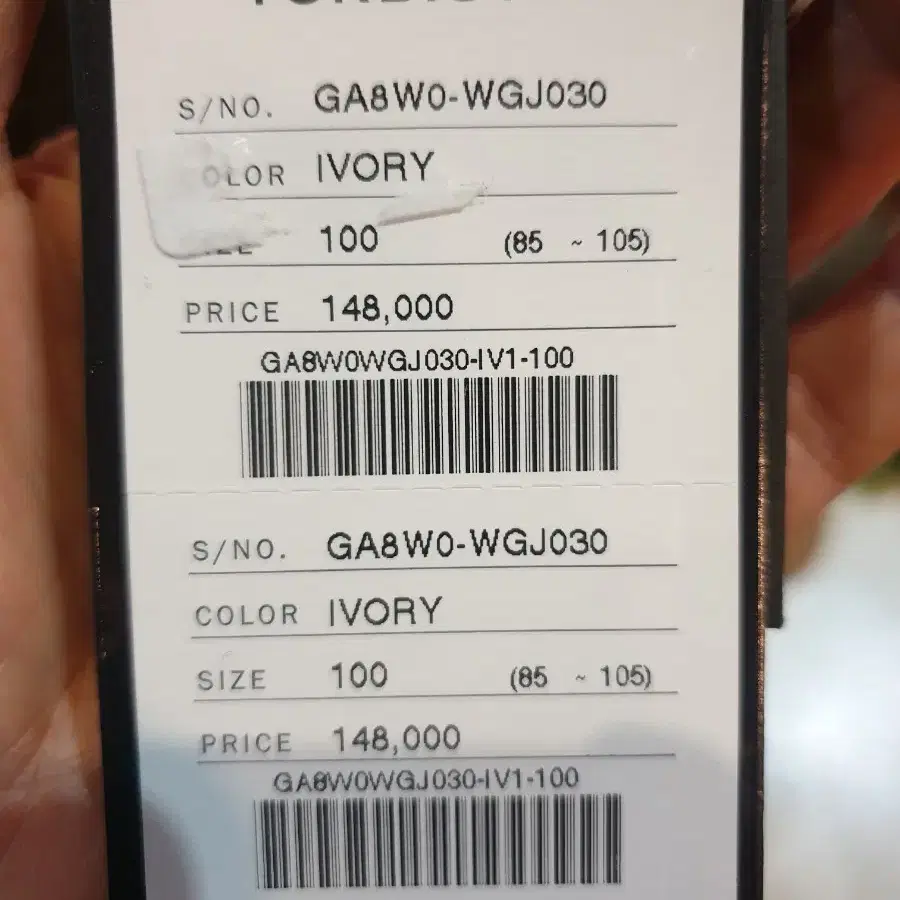 S/NO. GA8W0-WGJ030
COLOR IVORY
100 (85 ~ 105)
PRICE 148,000
GA8W0WGJ030-IV1-100
S/NO. GA8W0-WGJ030
COLOR IVORY
SIZE 100 (85 ~ 105)
PRICE 148,000
GA8W0WGJ030-IV1-100